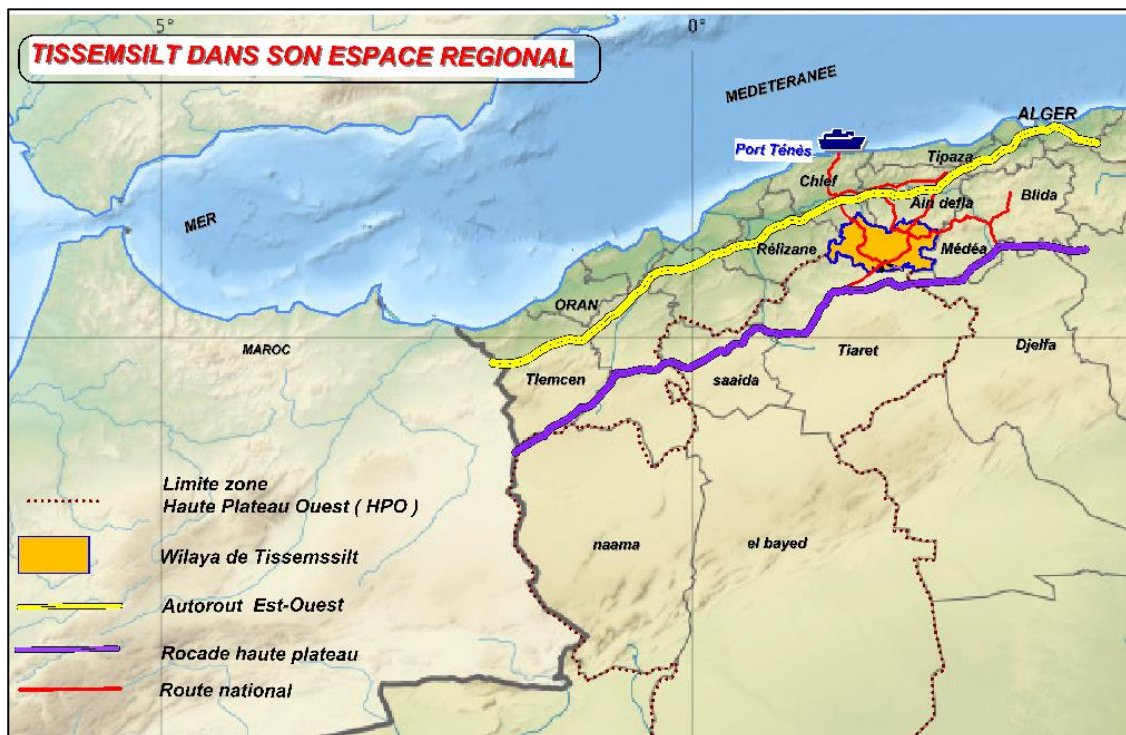 5°
0°
TISSEMSILT DANS SON ESPACE REGIONAL
MEDETERANEE
ALGER
Port Ténès
Tipaza
Chlef
Blida
Ain defla
MER
Rélizane
Médéa
ORAN
MAROC
Tiaret
Djelfa
Tlemcen
saaida
Limite zone
Haute Plateau Ouest ( HPO )
naama
el bayed
Wilaya de Tissemssilt
Autorout Est-Ouest
Rocade haute plateau
Route national